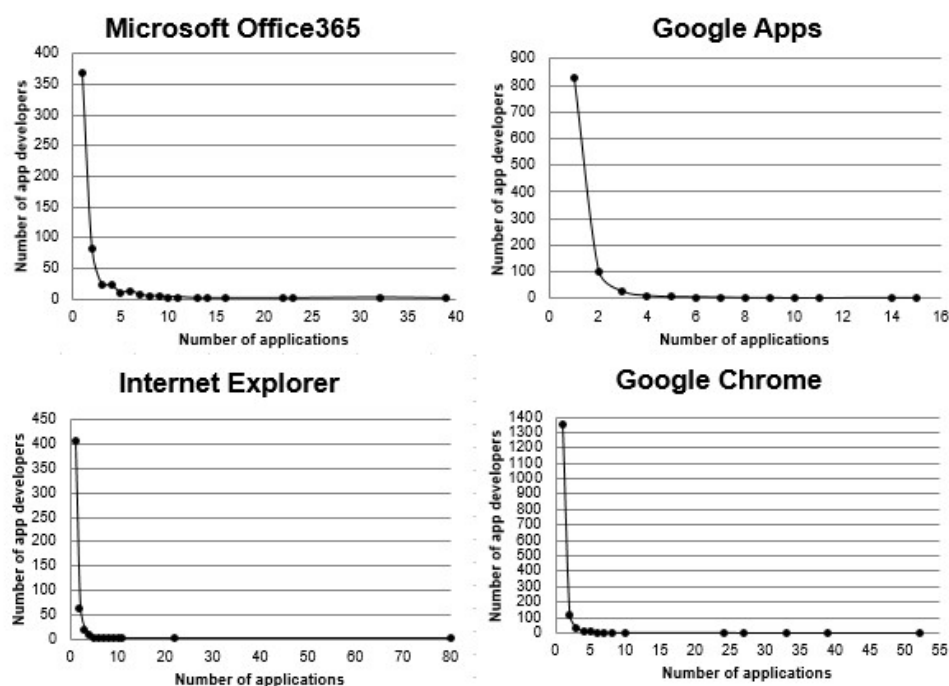 Microsoft Office365
Number of app developers
400
350
300
250
200
150
100
50
0
0 5 10 15 20 25 30 35 40
Number of applications
Google Apps
Number of app developers
900
800
700
600
500
400
300
200
100
0
0 2 4 6 8 10 12 14 16
Number of applications
Internet Explorer
Number of app developers
450
400
350
300
250
200
150
100
50
0
0 10 20 30 40 50 60 70 80
Number of applications
Google Chrome
Number of app developers
1400
1300
1200
1100
1000
900
800
700
600
500
400
300
200
100
0
0 5 10 15 20 25 30 35 40 45 50 55
Number of applications